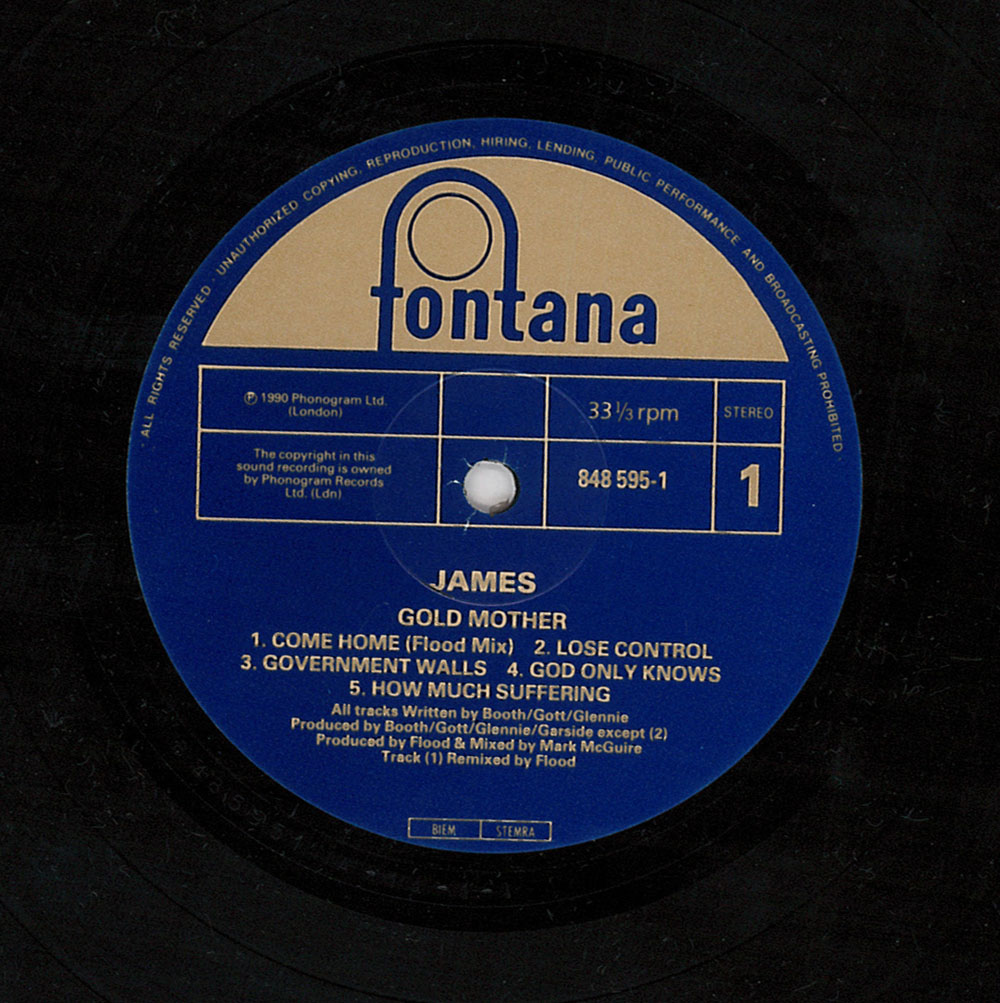 ALL RIGHTS RESERVED · UNAUTHORIZED COPYING, REPRODUCTION, HIRING, LENDING, PUBLIC PERFORMANCE AND BROADCASTING PROHIBITED ·
fontana
℗ 1990 Phonogram Ltd.
(London)
33 1/3 rpm
STEREO
The copyright in this
sound recording is owned
by Phonogram Records
Ltd. (Ldn)
848 595-1
1
JAMES
GOLD MOTHER
1. COME HOME (Flood Mix) 2. LOSE CONTROL
3. GOVERNMENT WALLS 4. GOD ONLY KNOWS
5. HOW MUCH SUFFERING
All tracks Written by Booth/Gott/Glennie
Produced by Booth/Gott/Glennie/Garside except (2)
Produced by Flood & Mixed by Mark McGuire
Track (1) Remixed by Flood
BIEM STEMRA